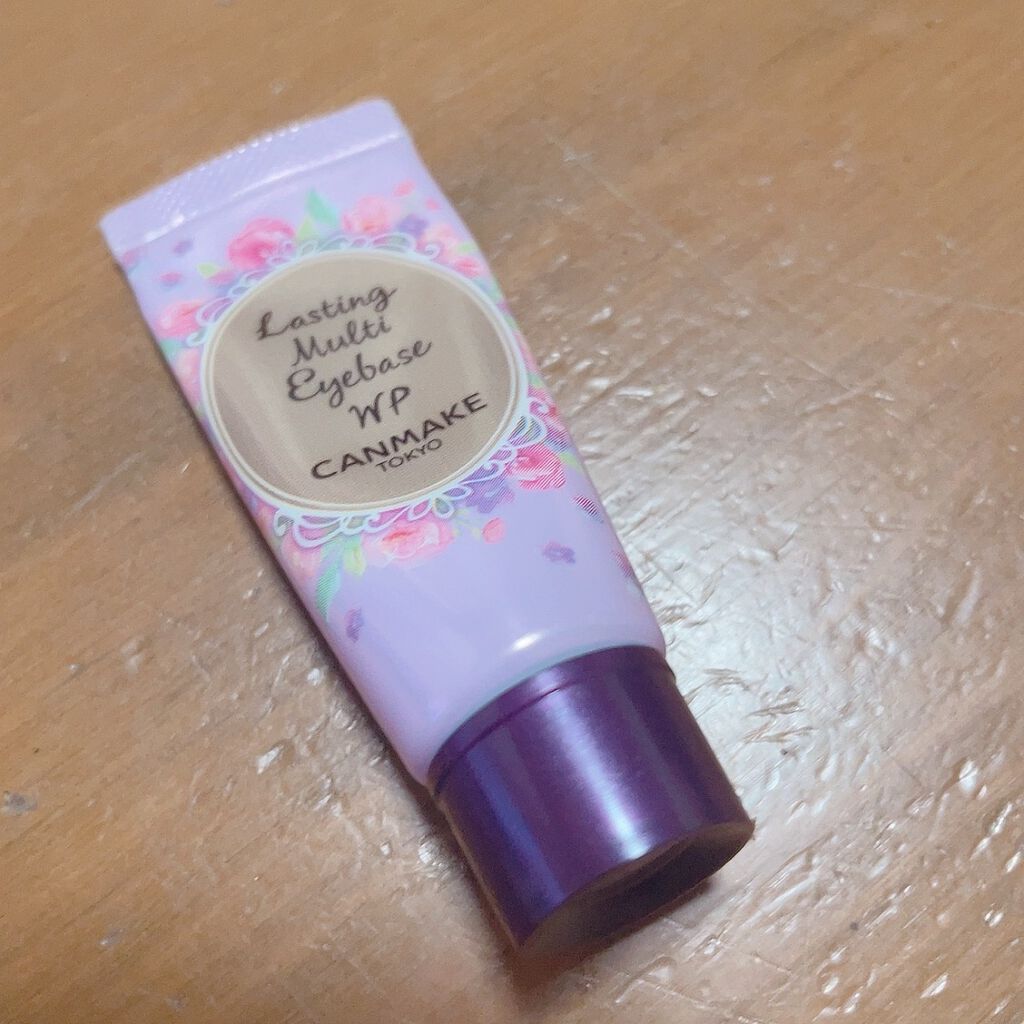 Lasting
Multi
Eyebase
WP
CANMAKE
TOKYO